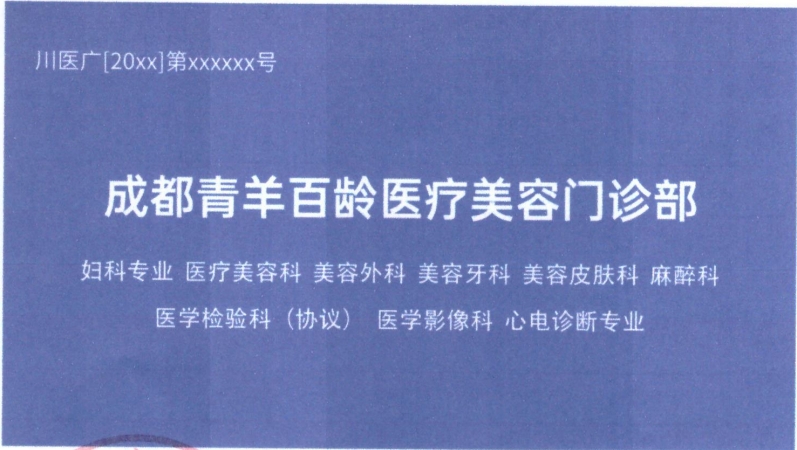 川医广[20xx]第xxxxxx号
成都青羊百龄医疗美容门诊部
妇科专业 医疗美容科 美容外科 美容牙科 美容皮肤科 麻醉科
医学检验科（协议） 医学影像科 心电诊断专业